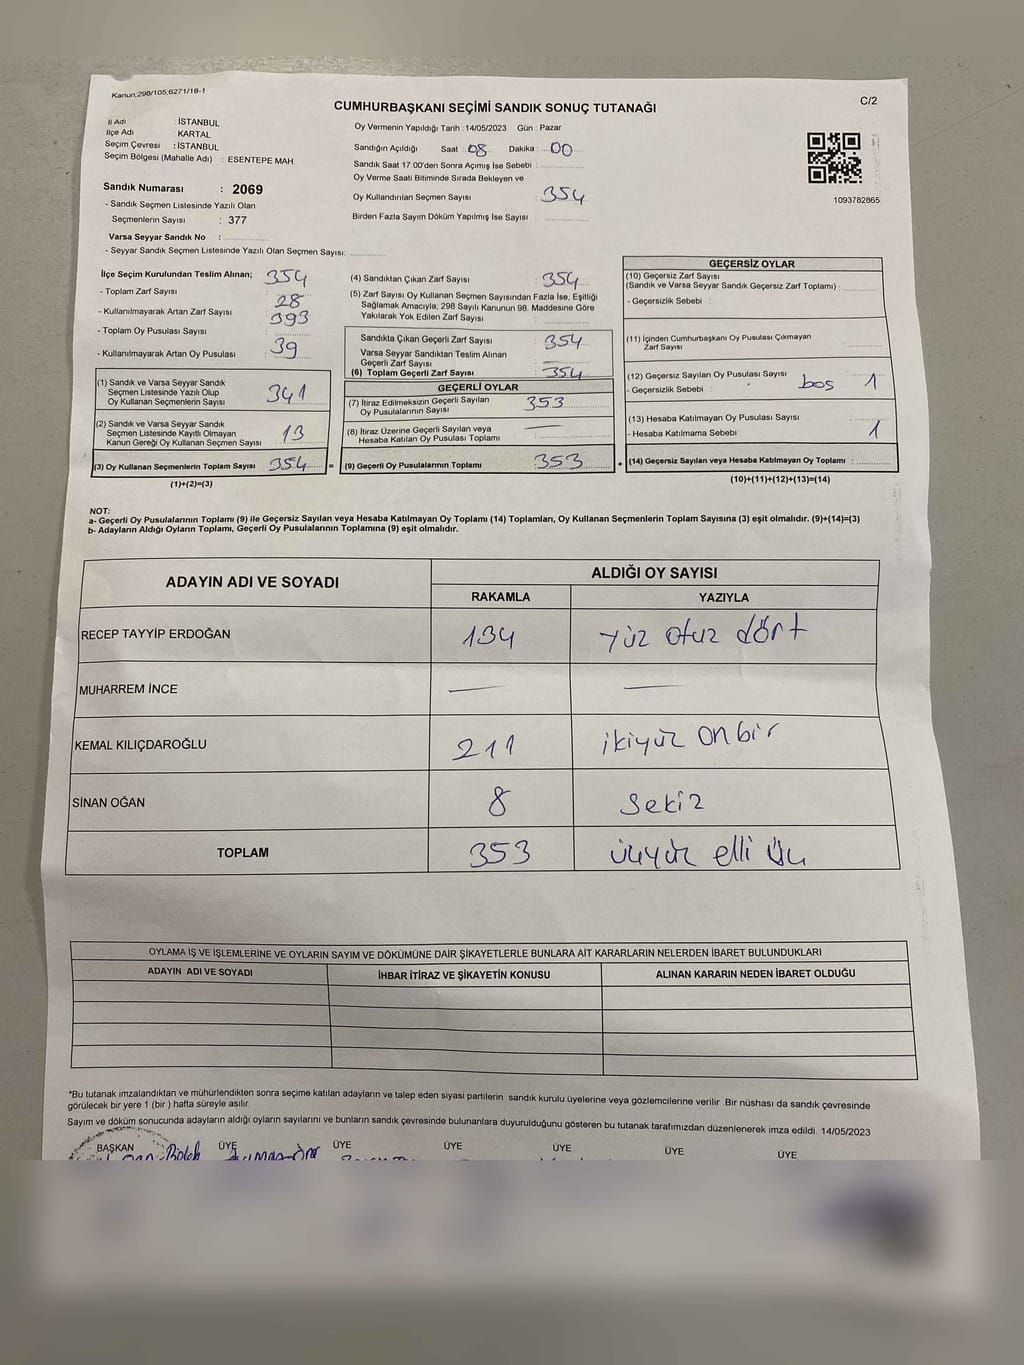 Kanun:298/105,6271/18-1
CUMHURBAŞKANI SEÇİMİ SANDIK SONUÇ TUTANAĞI
C/2
İl Adı : İSTANBUL
İlçe Adı : KARTAL
Seçim Çevresi : İSTANBUL
Seçim Bölgesi (Mahalle Adı) : ESENTEPE MAH.
Oy Vermenin Yapıldığı Tarih :14/05/2023 Gün : Pazar
Sandığın Açıldığı Saat : 08 Dakika : 00
Sandık Saat 17.00'den Sonra Açımış İse Sebebi :
Oy Verme Saati Bitiminde Sırada Bekleyen ve
Oy Kullandırılan Seçmen Sayısı : 354
Birden Fazla Sayım Döküm Yapılmış İse Sayısı
1093782865
Sandık Numarası : 2069
- Sandık Seçmen Listesinde Yazılı Olan
Seçmenlerin Sayısı : 377
Varsa Seyyar Sandık No :
- Seyyar Sandık Seçmen Listesinde Yazılı Olan Seçmen Sayısı:
İlçe Seçim Kurulundan Teslim Alınan;
- Toplam Zarf Sayısı : 354
- Kullanılmayarak Artan Zarf Sayısı : 28
- Toplam Oy Pusulası Sayısı : 393
- Kullanılmayarak Artan Oy Pusulası : 39
(1) Sandık ve Varsa Seyyar Sandık
Seçmen Listesinde Yazılı Olup
Oy Kullanan Seçmenlerin Sayısı 341
(2) Sandık ve Varsa Seyyar Sandık
Seçmen Listesinde Kayıtlı Olmayan
Kanun Gereği Oy Kullanan Seçmen Sayısı 13
(3) Oy Kullanan Seçmenlerin Toplam Sayısı 354 =
(1)+(2)=(3)
(4) Sandıktan Çıkan Zarf Sayısı : 354
(5) Zarf Sayısı Oy Kullanan Seçmen Sayısından Fazla İse, Eşitliği
Sağlamak Amacıyla, 298 Sayılı Kanunun 98. Maddesine Göre
Yakılarak Yok Edilen Zarf Sayısı :
Sandıkta Çıkan Geçerli Zarf Sayısı : 354
Varsa Seyyar Sandıktan Teslim Alınan
Geçerli Zarf Sayısı : —
(6) Toplam Geçerli Zarf Sayısı : 354
GEÇERLİ OYLAR
(7) İtiraz Edilmeksizin Geçerli Sayılan
Oy Pusulalarının Sayısı 353
(8) İtiraz Üzerine Geçerli Sayılan veya
Hesaba Katılan Oy Pusulası Toplamı : —
(9) Geçerli Oy Pusulalarının Toplamı : 353 +
GEÇERSİZ OYLAR
(10) Geçersiz Zarf Sayısı
(Sandık ve Varsa Seyyar Sandık Geçersiz Zarf Toplamı) :
- Geçersizlik Sebebi :
(11) İçinden Cumhurbaşkanı Oy Pusulası Çıkmayan
Zarf Sayısı :
(12) Geçersiz Sayılan Oy Pusulası Sayısı : 1
- Geçersizlik Sebebi : boş
(13) Hesaba Katılmayan Oy Pusulası Sayısı :
- Hesaba Katılmama Sebebi : 1
(14) Geçersiz Sayılan veya Hesaba Katılmayan Oy Toplamı :
(10)+(11)+(12)+(13)=(14)
NOT:
a- Geçerli Oy Pusulalarının Toplamı (9) ile Geçersiz Sayılan veya Hesaba Katılmayan Oy Toplamı (14) Toplamları, Oy Kullanan Seçmenlerin Toplam Sayısına (3) eşit olmalıdır. (9)+(14)=(3)
b- Adayların Aldığı Oyların Toplamı, Geçerli Oy Pusulalarının Toplamına (9) eşit olmalıdır.
ADAYIN ADI VE SOYADI ALDIĞI OY SAYISI
RAKAMLA YAZIYLA
RECEP TAYYİP ERDOĞAN 134 yüz otuz dört
MUHARREM İNCE — —
KEMAL KILIÇDAROĞLU 211 ikiyüz onbir
SİNAN OĞAN 8 Sekiz
TOPLAM 353 üçyüz elli üç
OYLAMA İŞ VE İŞLEMLERİNE VE OYLARIN SAYIM VE DÖKÜMÜNE DAİR ŞİKAYETLERLE BUNLARA AİT KARARLARIN NELERDEN İBARET BULUNDUKLARI
ADAYIN ADI VE SOYADI İHBAR İTİRAZ VE ŞİKAYETİN KONUSU ALINAN KARARIN NEDEN İBARET OLDUĞU
*Bu tutanak imzalandıktan ve mühürlendikten sonra seçime katılan adayların ve talep eden siyasi partilerin sandık kurulu üyelerine veya gözlemcilerine verilir. Bir nüshası da sandık çevresinde
görülecek bir yere 1 (bir ) hafta süreyle asılır.
Sayım ve döküm sonucunda adayların aldığı oyların sayılarını ve bunların sandık çevresinde bulunanlara duyurulduğunu gösteren bu tutanak tarafımızdan düzenlenerek imza edildi. 14/05/2023
BAŞKAN ÜYE ÜYE ÜYE ÜYE ÜYE ÜYE